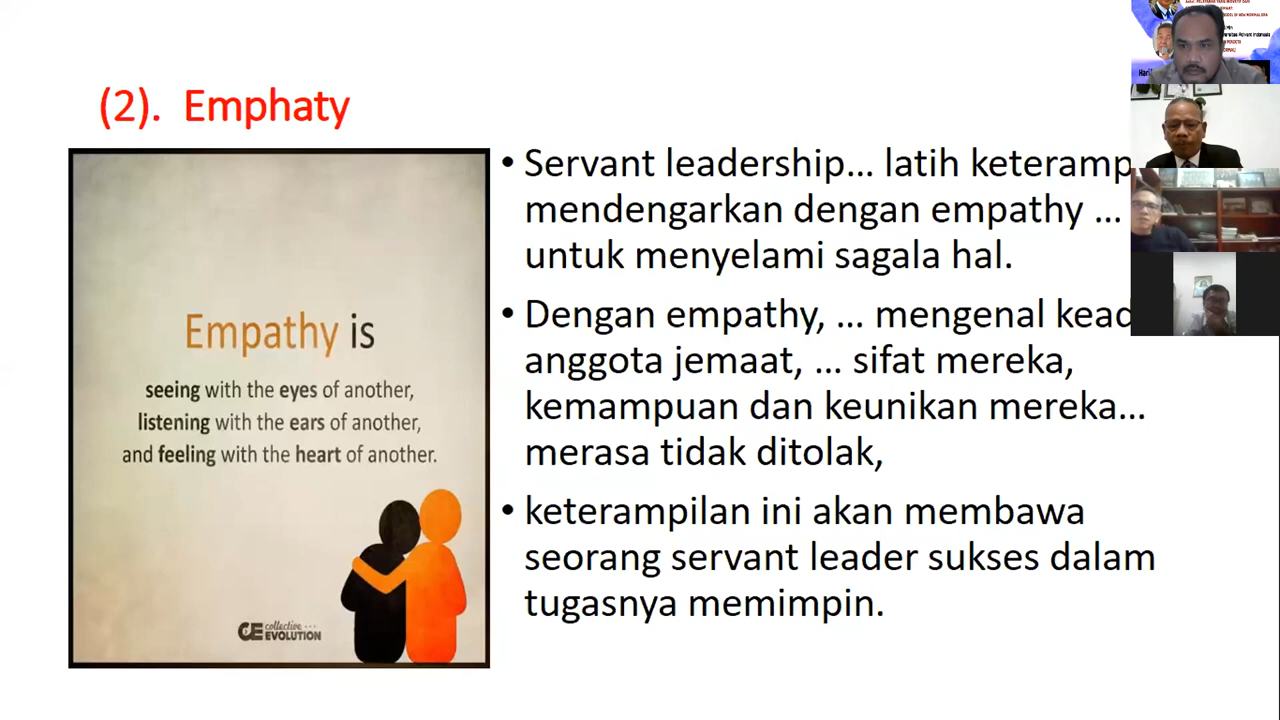 (2). Emphaty
Empathy is
seeing with the eyes of another,
listening with the ears of another,
and feeling with the heart of another.
collective
EVOLUTION
• Servant leadership... latih keteramp
mendengarkan dengan empathy ...
untuk menyelami sagala hal.
• Dengan empathy, ... mengenal kead
anggota jemaat, ... sifat mereka,
kemampuan dan keunikan mereka...
merasa tidak ditolak,
• keterampilan ini akan membawa
seorang servant leader sukses dalam
tugasnya memimpin.